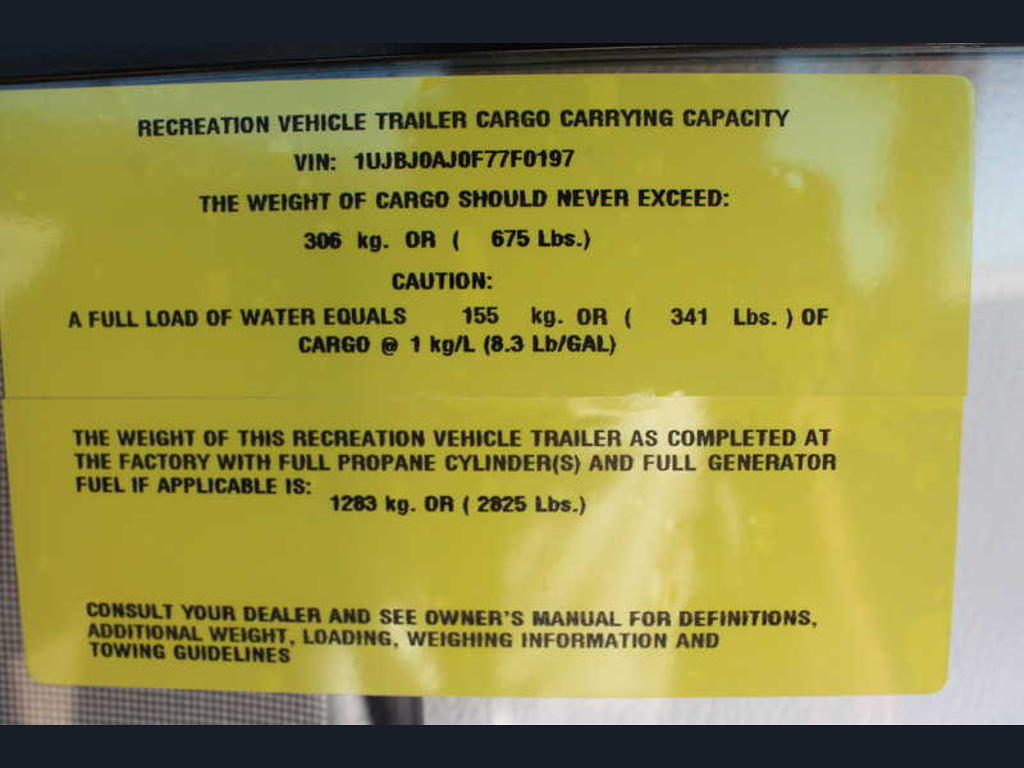 RECREATION VEHICLE TRAILER CARGO CARRYING CAPACITY
VIN: 1UJBJ0AJ0F77F0197
THE WEIGHT OF CARGO SHOULD NEVER EXCEED:
306 kg. OR ( 675 Lbs.)
CAUTION:
A FULL LOAD OF WATER EQUALS 155 kg. OR ( 341 Lbs. ) OF
CARGO @ 1 kg/L (8.3 Lb/GAL)
THE WEIGHT OF THIS RECREATION VEHICLE TRAILER AS COMPLETED AT
THE FACTORY WITH FULL PROPANE CYLINDER(S) AND FULL GENERATOR
FUEL IF APPLICABLE IS:
1283 kg. OR ( 2825 Lbs.)
CONSULT YOUR DEALER AND SEE OWNER'S MANUAL FOR DEFINITIONS,
ADDITIONAL WEIGHT, LOADING, WEIGHING INFORMATION AND
TOWING GUIDELINES